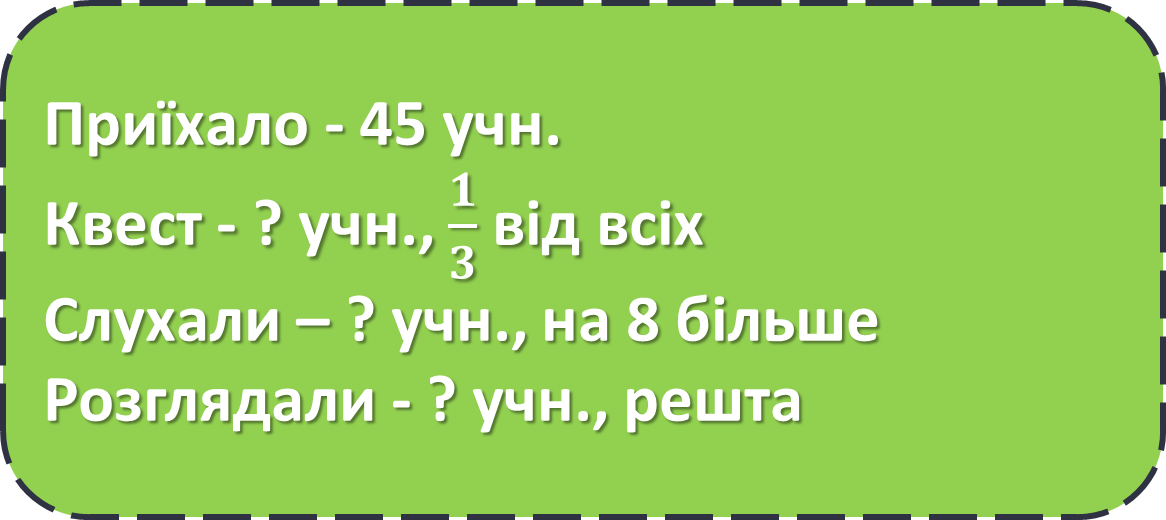 Приїхало - 45 учн.
Квест - ? учн., 1/3 від всіх
Слухали – ? учн., на 8 більше
Розглядали - ? учн., решта